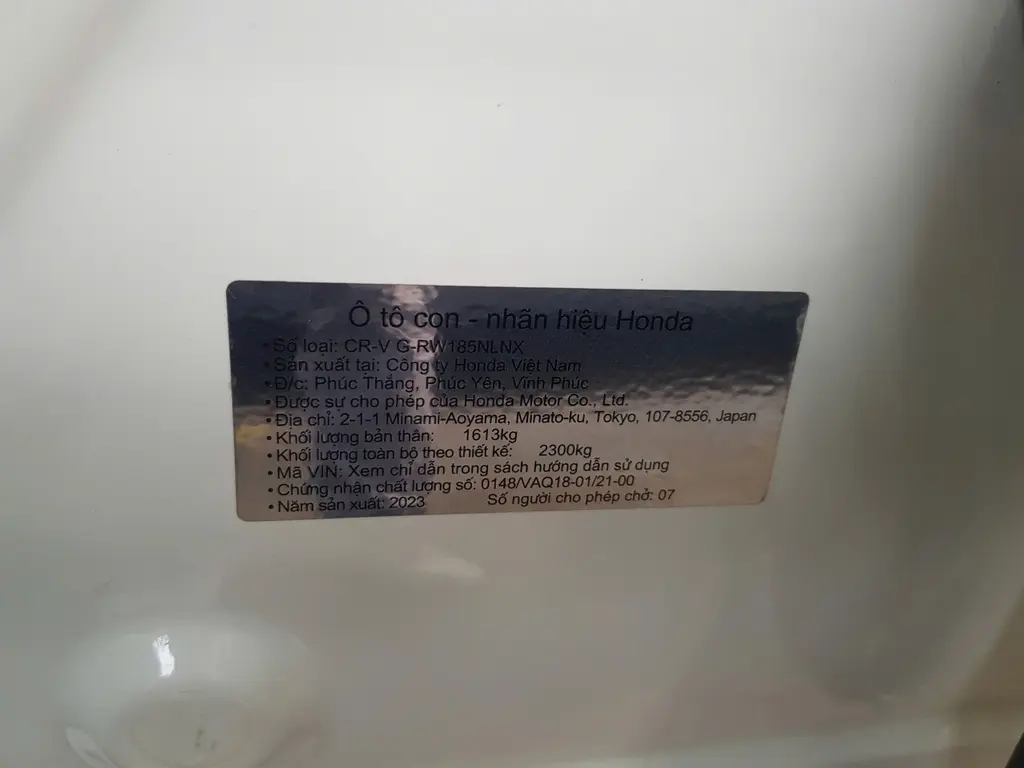 Ô tô con - nhãn hiệu Honda
• Số loại: CR-V G-RW185NLNX
• Sản xuất tại: Công ty Honda Việt Nam
• Đ/c: Phúc Thắng, Phúc Yên, Vĩnh Phúc
• Được sự cho phép của Honda Motor Co., Ltd.
• Địa chỉ: 2-1-1 Minami-Aoyama, Minato-ku, Tokyo, 107-8556, Japan
• Khối lượng bản thân: 1613kg
• Khối lượng toàn bộ theo thiết kế: 2300kg
• Mã VIN: Xem chỉ dẫn trong sách hướng dẫn sử dụng
• Chứng nhận chất lượng số: 0148/VAQ18-01/21-00
• Năm sản xuất: 2023 Số người cho phép chở: 07